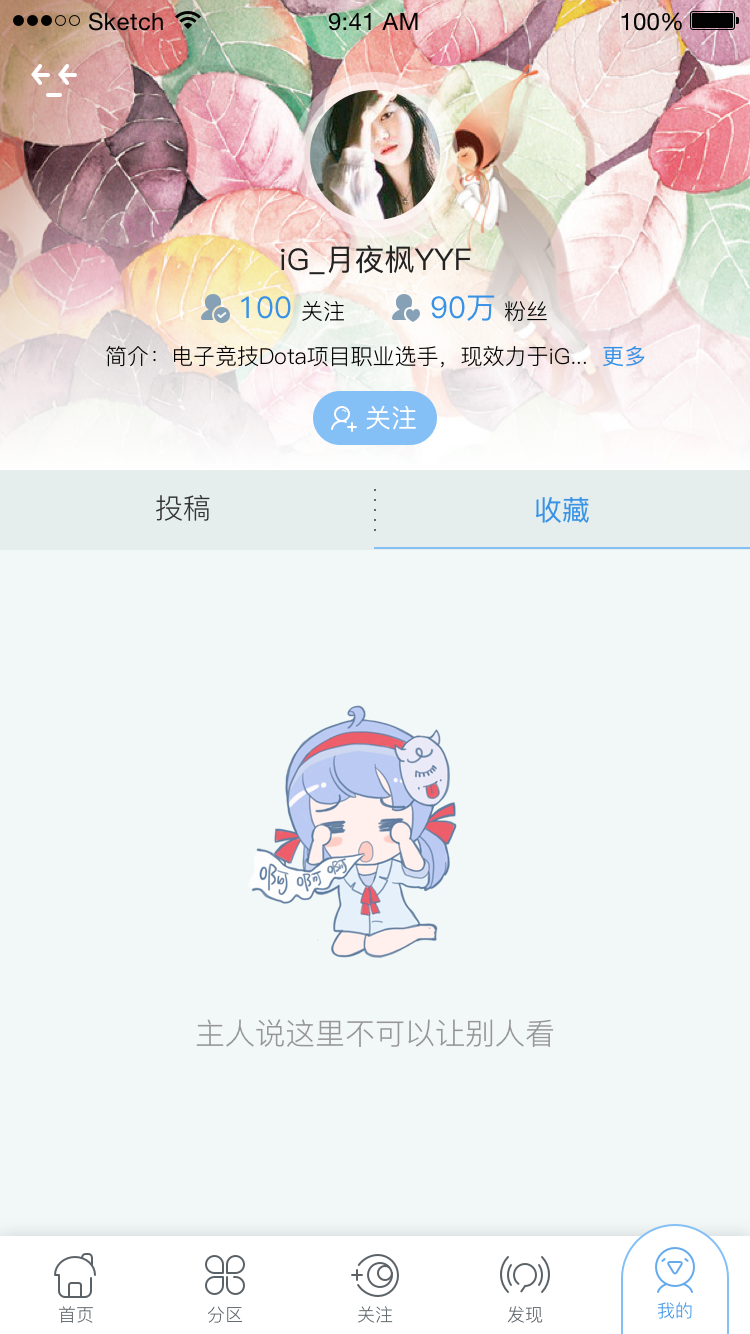 Sketch 9:41 AM 100%
iG_月夜枫YYF
100 关注 90万 粉丝
简介：电子竞技Dota项目职业选手，现效力于iG... 更多
关注
投稿 收藏
啊 啊 啊
主人说这里不可以让别人看
首页 分区 关注 发现 我的